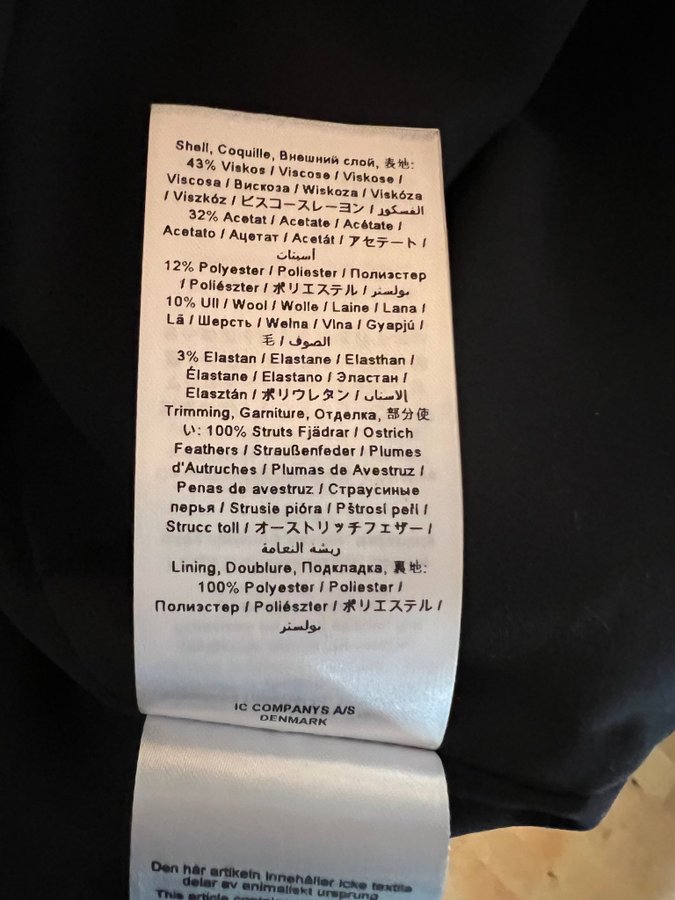 Shell, Coquille, Внешний слой, 表地:
43% Viskos / Viscose / Viskose /
Viscosa / Вискоза / Wiskoza / Viskóza
/ Viszkóz / ビスコースレーヨン / الفسكوز
32% Acetat / Acetate / Acétate /
Acetato / Ацетат / Acetát / アセテート /
أسيتات
12% Polyester / Poliester / Полиэстер
/ Poliészter / ポリエステル / بولستر
10% Ull / Wool / Wolle / Laine / Lana /
Lã / Шерсть / Wełna / Vlna / Gyapjú /
毛 / الصوف
3% Elastan / Elastane / Elasthan /
Élastane / Elastano / Эластан /
Elasztán / ポリウレタン / الاستان
Trimming, Garniture, Отделка, 部分使
い: 100% Struts Fjädrar / Ostrich
Feathers / Straußenfeder / Plumes
d'Autruches / Plumas de Avestruz /
Penas de avestruz / Страусиные
перья / Strusie pióra / Pštrosí peří /
Strucc toll / オーストリッチフェザー /
ريشه النعامة
Lining, Doublure, Подкладка, 裏地:
100% Polyester / Poliester /
Полиэстер / Poliészter / ポリエステル /
بولستر
IC COMPANYS A/S
DENMARK
Den här artikeln innehåller icke textila
delar av animaliskt ursprung
This article